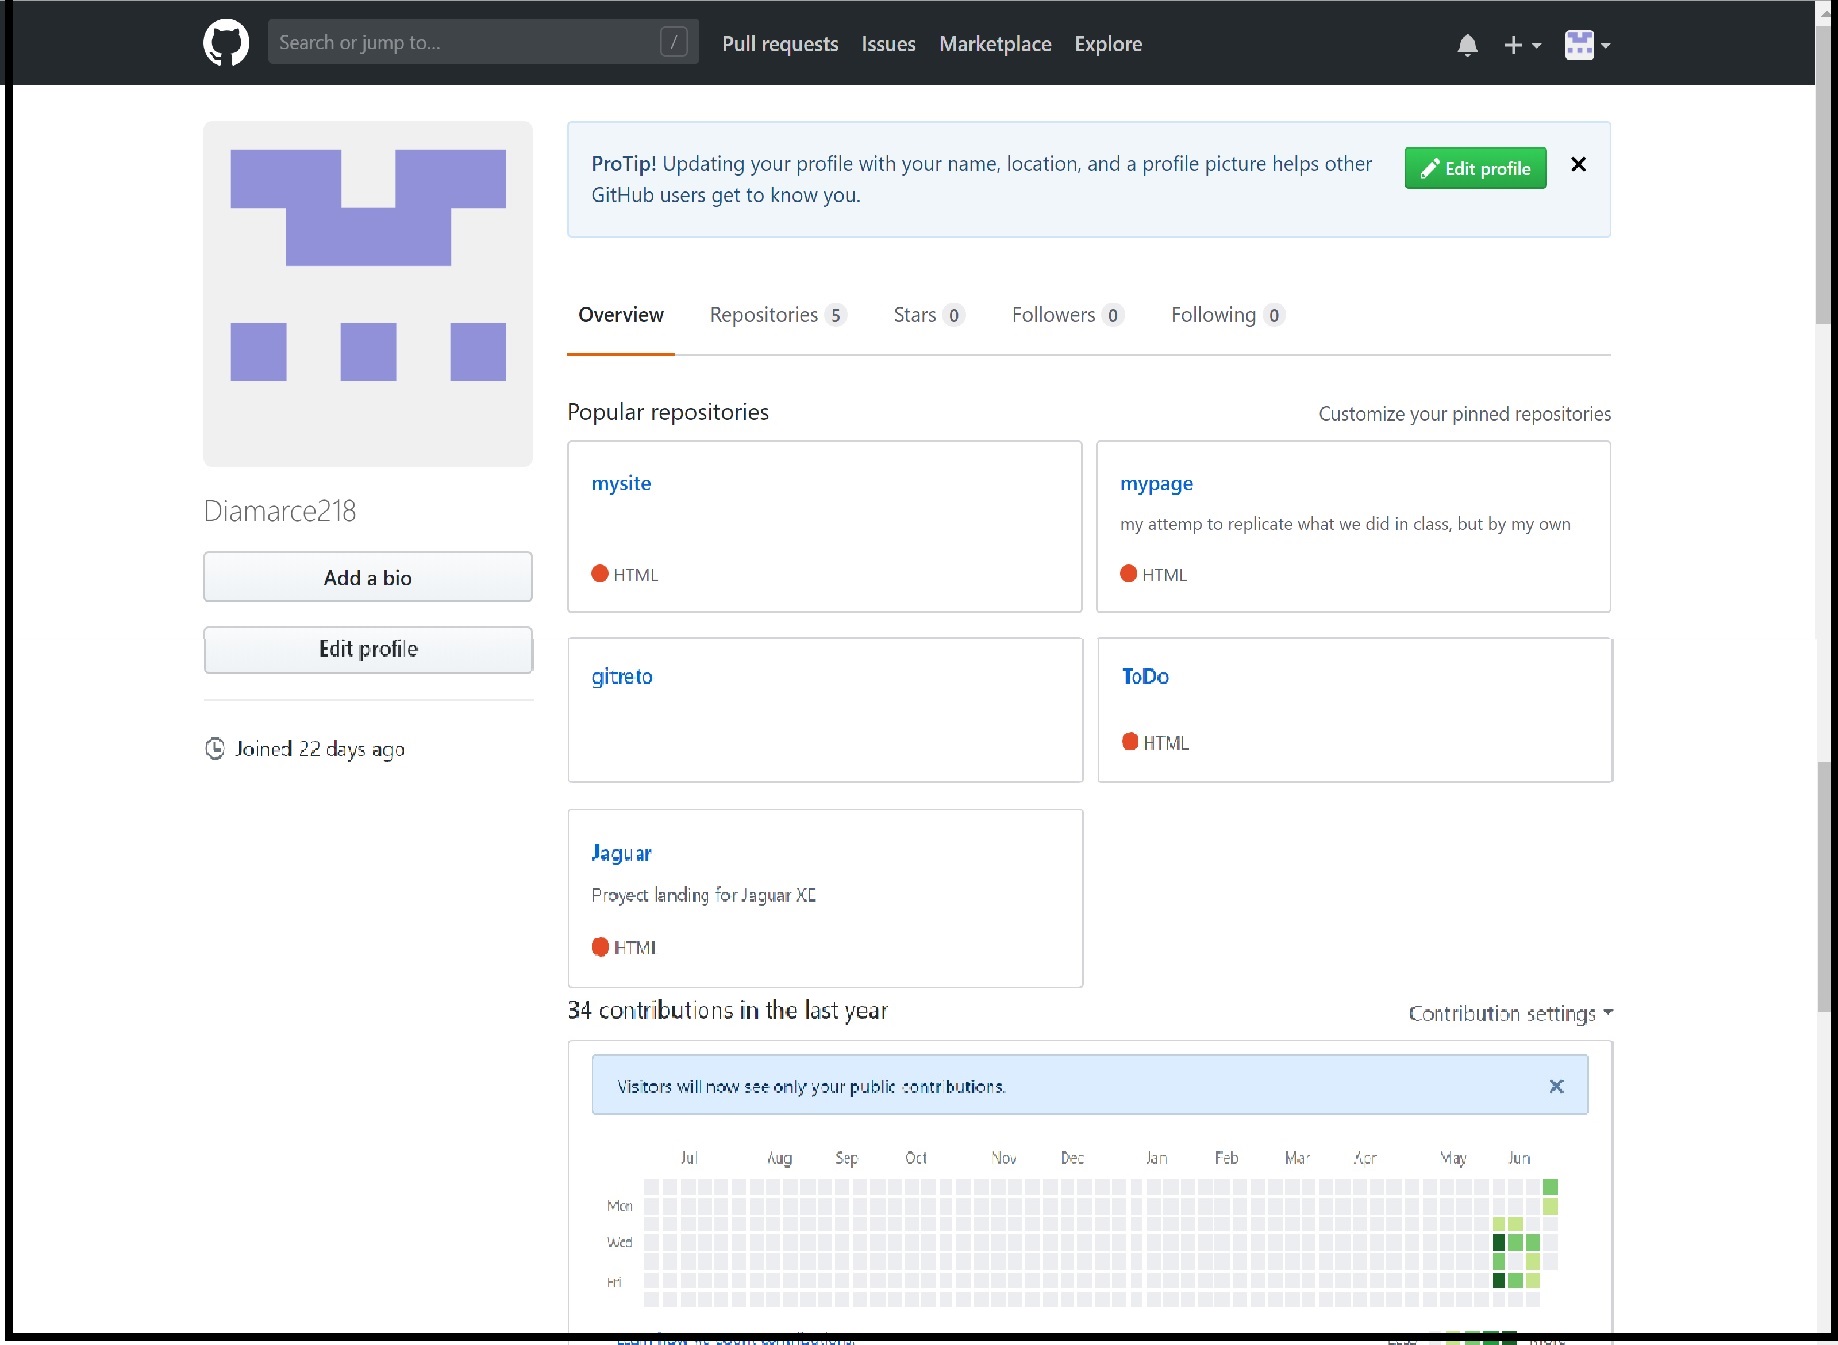 Search or jump to... / Pull requests Issues Marketplace Explore
ProTip! Updating your profile with your name, location, and a profile picture helps other
GitHub users get to know you.
Edit profile
Overview Repositories 5 Stars 0 Followers 0 Following 0
Popular repositories
Customize your pinned repositories
mysite
HTML
mypage
my attemp to replicate what we did in class, but by my own
HTML
Diamarce218
Add a bio
Edit profile
Joined 22 days ago
gitreto
ToDo
HTML
Jaguar
Proyect landing for Jaguar XE
HTML
34 contributions in the last year
Contribution settings
Visitors will now see only your public contributions.
Jul Aug Sep Oct Nov Dec Jan Feb Mar Apr May Jun
Mon
Wed
Fri